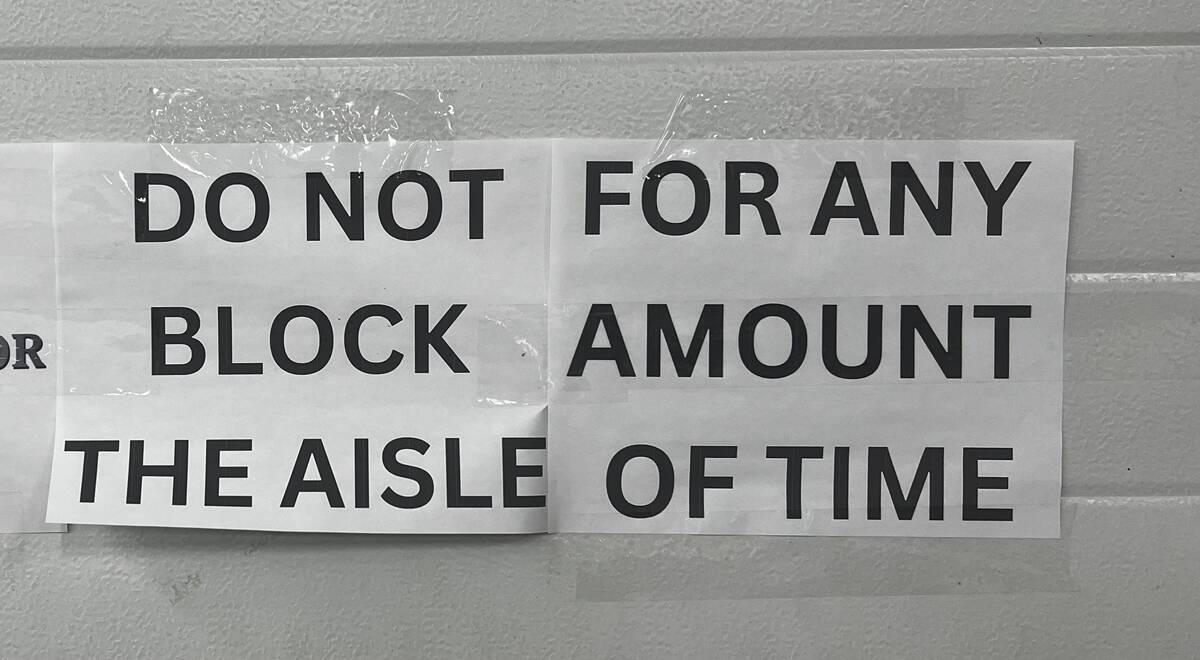 DO NOT
BLOCK
THE AISLE
FOR ANY
AMOUNT
OF TIME